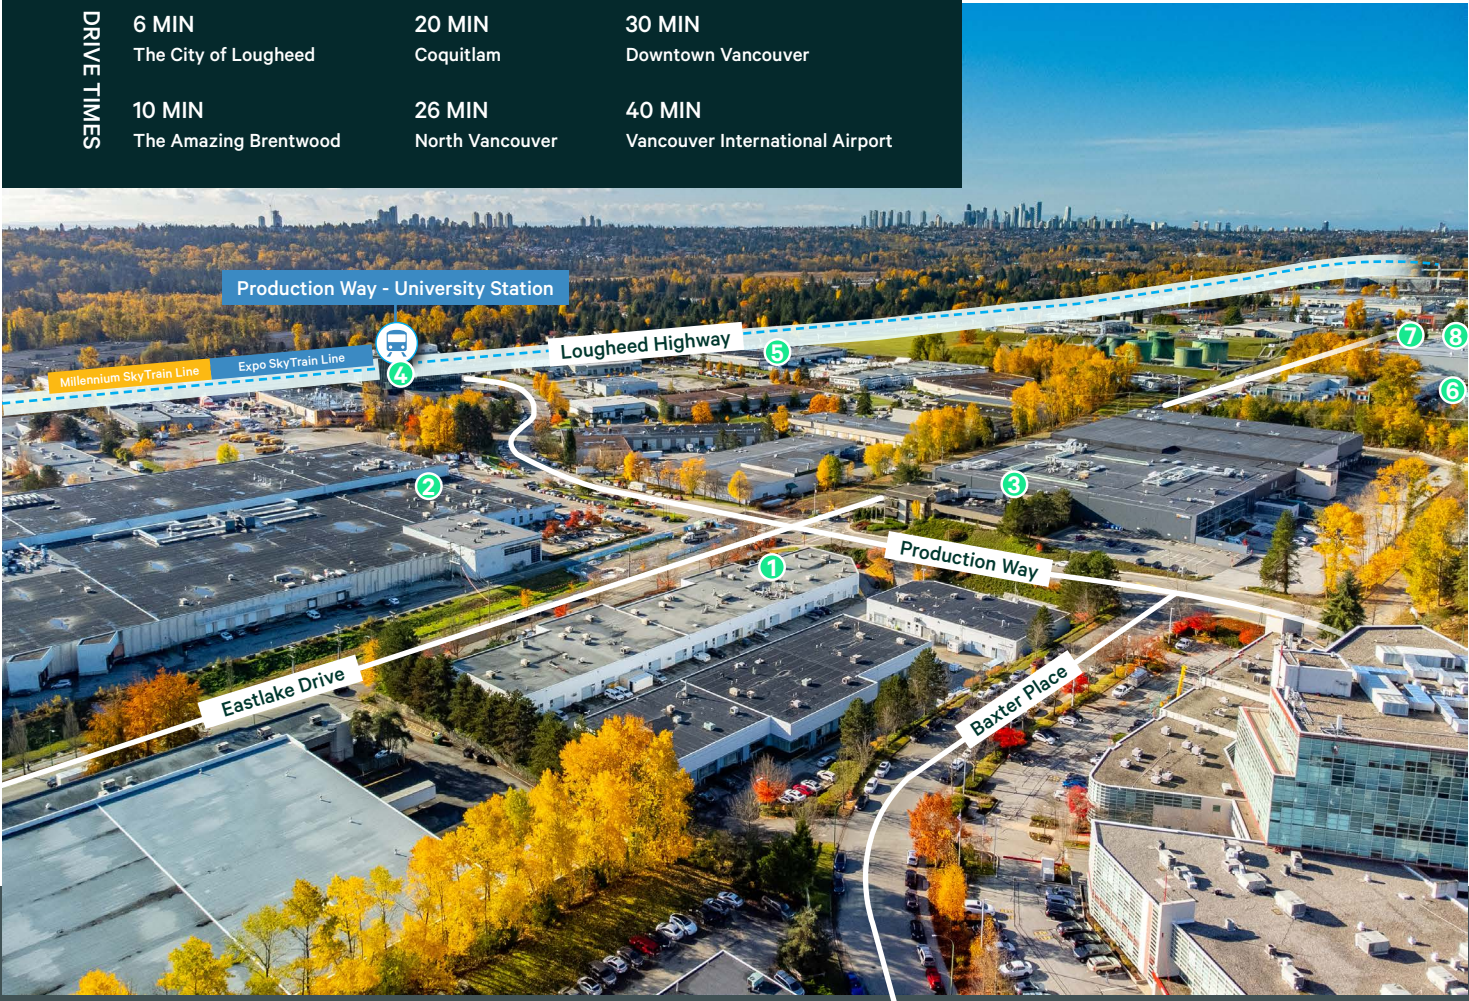 DRIVE TIMES
6 MIN
The City of Lougheed
20 MIN
Coquitlam
30 MIN
Downtown Vancouver
10 MIN
The Amazing Brentwood
26 MIN
North Vancouver
40 MIN
Vancouver International Airport
Production Way - University Station
Lougheed Highway
Millennium SkyTrain Line
Expo SkyTrain Line
4
5
7
8
6
2
3
1
Production Way
Eastlake Drive
Baxter Place